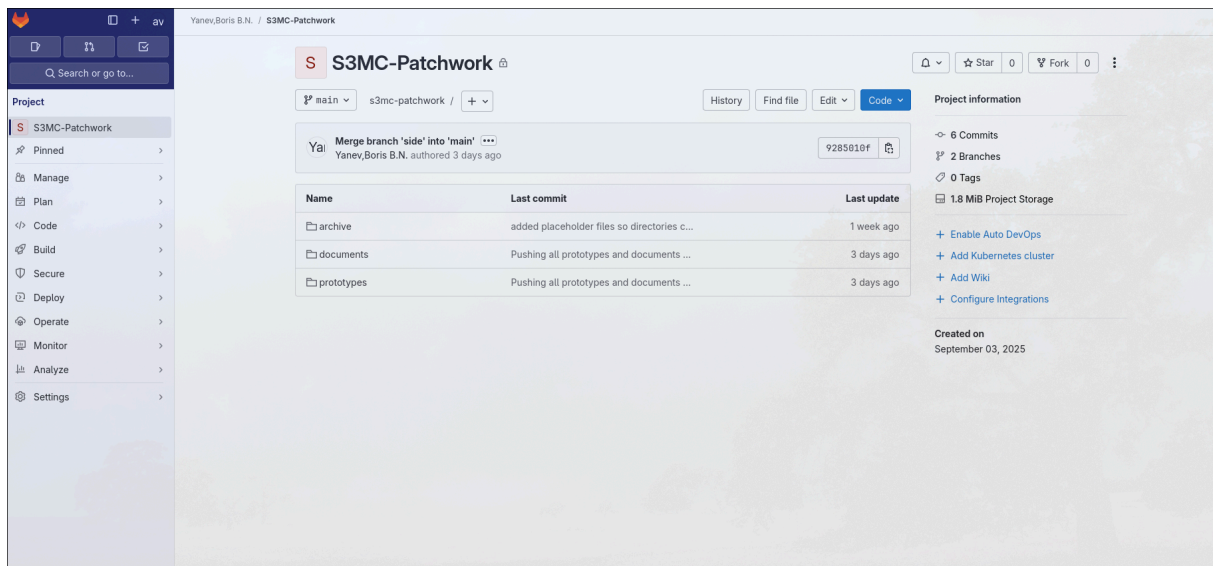 av
Search or go to...
Project
S S3MC-Patchwork
Pinned
Manage
Plan
Code
Build
Secure
Deploy
Operate
Monitor
Analyze
Settings
Yanev,Boris B.N. / S3MC-Patchwork
S S3MC-Patchwork
Star 0 Fork 0
main s3mc-patchwork / + History Find file Edit Code
Yai Merge branch 'side' into 'main'
Yanev,Boris B.N. authored 3 days ago
9285010f
Name Last commit Last update
archive added placeholder files so directories c... 1 week ago
documents Pushing all prototypes and documents ... 3 days ago
prototypes Pushing all prototypes and documents ... 3 days ago
Project information
6 Commits
2 Branches
0 Tags
1.8 MiB Project Storage
+ Enable Auto DevOps
+ Add Kubernetes cluster
+ Add Wiki
+ Configure Integrations
Created on
September 03, 2025